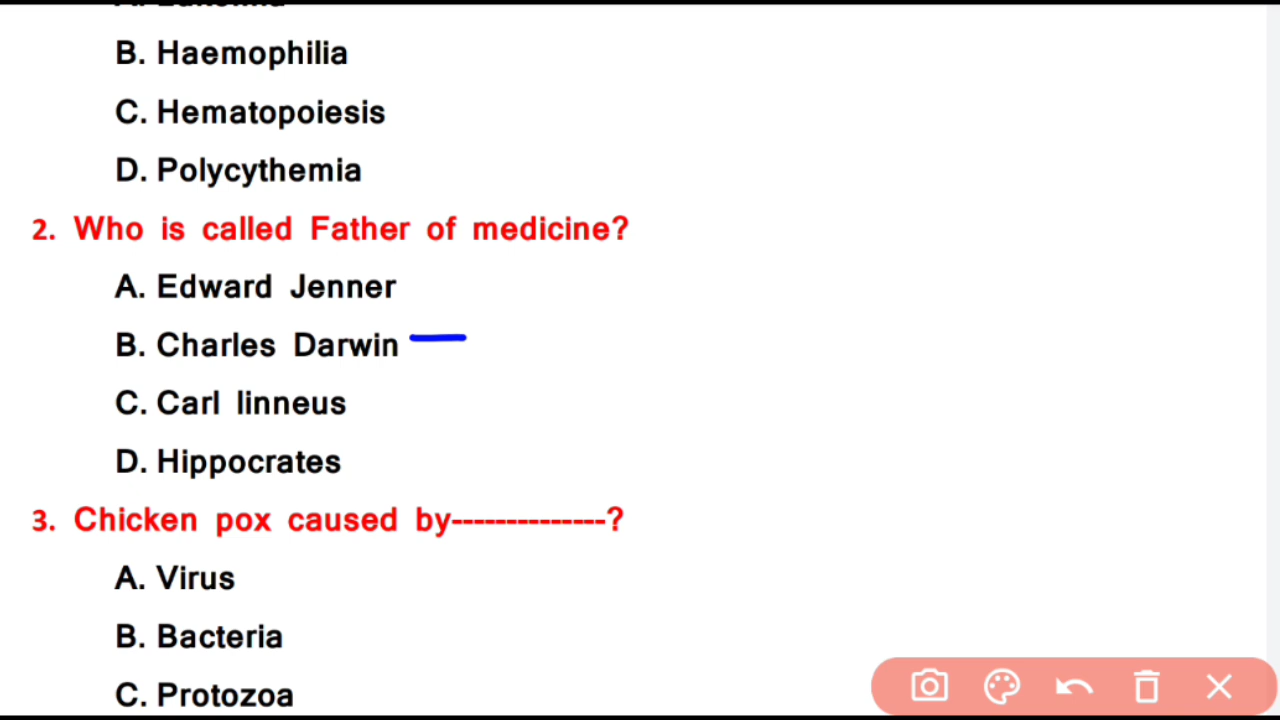 B. Haemophilia
C. Hematopoiesis
D. Polycythemia
2. Who is called Father of medicine?
A. Edward Jenner
B. Charles Darwin
C. Carl linneus
D. Hippocrates
3. Chicken pox caused by--------------?
A. Virus
B. Bacteria
C. Protozoa